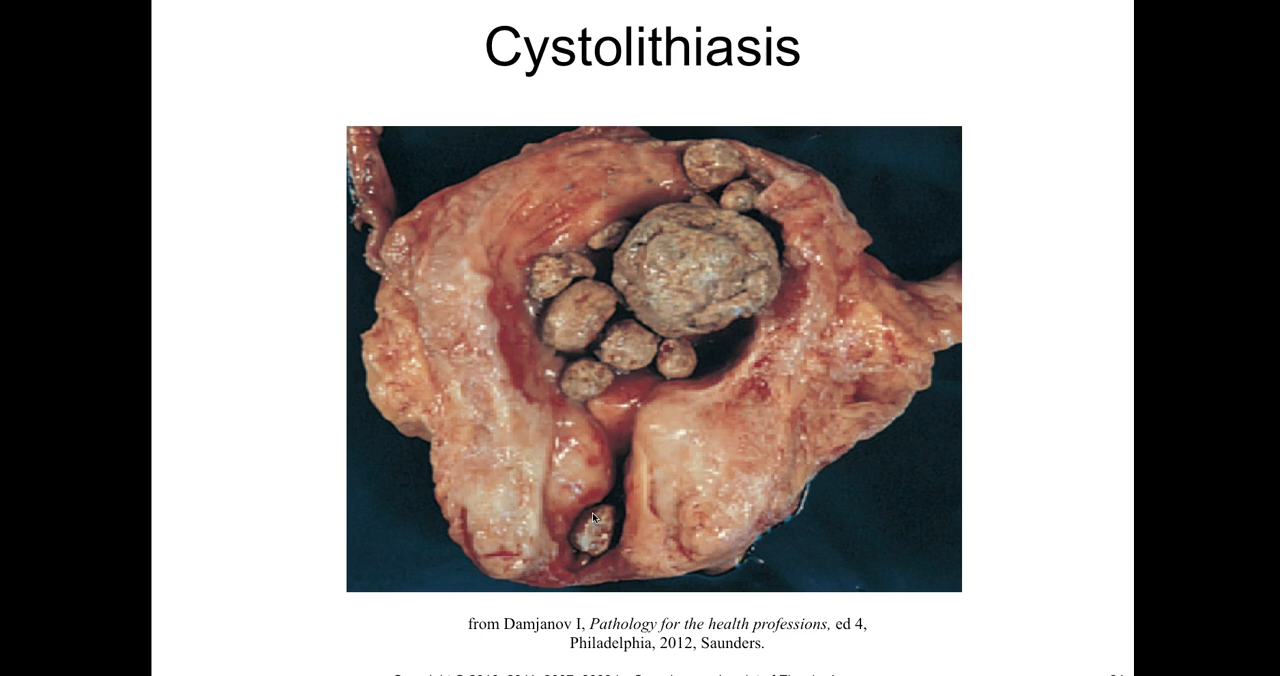 Cystolithiasis
from Damjanov I, Pathology for the health professions, ed 4,
Philadelphia, 2012, Saunders.